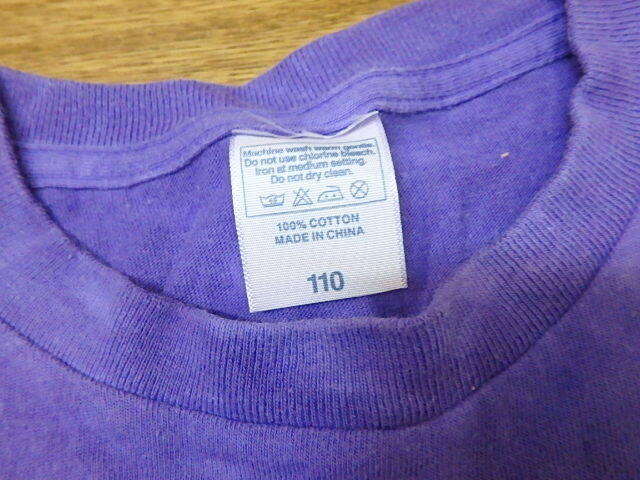 Machine wash warm gentle.
Do not use chlorine bleach.
Iron at medium setting.
Do not dry clean.
100% COTTON
MADE IN CHINA
110